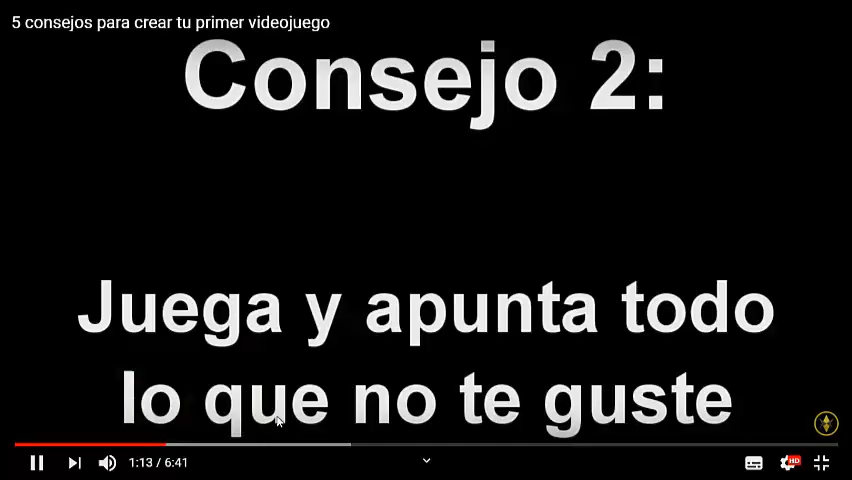 5 consejos para crear tu primer videojuego
Consejo 2:
Juega y apunta todo
lo que no te guste
1:13 / 6:41
HD